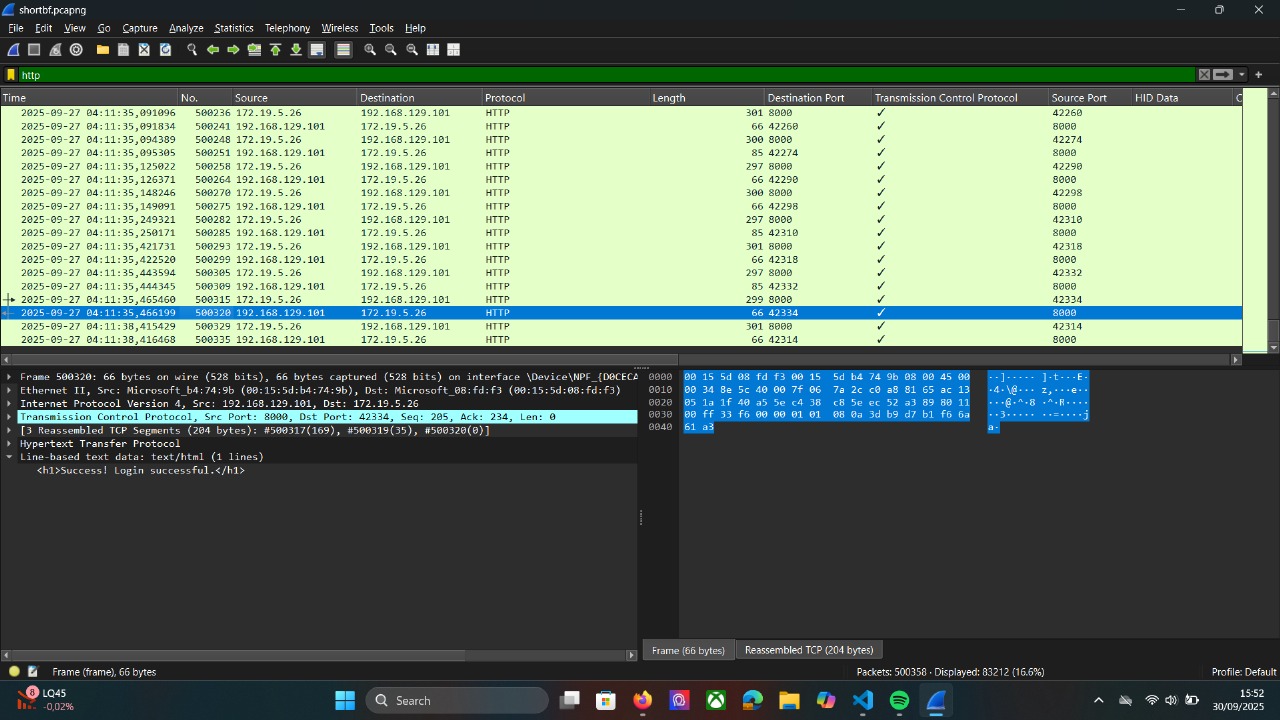 shortbf.pcapng
File Edit View Go Capture Analyze Statistics Telephony Wireless Tools Help
http
Time No. Source Destination Protocol Length Destination Port Transmission Control Protocol Source Port HID Data C
2025-09-27 04:11:35,091096 500236 172.19.5.26 192.168.129.101 HTTP 301 8000 ✓ 42260
2025-09-27 04:11:35,091834 500241 192.168.129.101 172.19.5.26 HTTP 66 42260 ✓ 8000
2025-09-27 04:11:35,094389 500248 172.19.5.26 192.168.129.101 HTTP 300 8000 ✓ 42274
2025-09-27 04:11:35,095305 500251 192.168.129.101 172.19.5.26 HTTP 85 42274 ✓ 8000
2025-09-27 04:11:35,125022 500258 172.19.5.26 192.168.129.101 HTTP 297 8000 ✓ 42290
2025-09-27 04:11:35,126371 500264 192.168.129.101 172.19.5.26 HTTP 66 42290 ✓ 8000
2025-09-27 04:11:35,148246 500270 172.19.5.26 192.168.129.101 HTTP 300 8000 ✓ 42298
2025-09-27 04:11:35,149091 500275 192.168.129.101 172.19.5.26 HTTP 66 42298 ✓ 8000
2025-09-27 04:11:35,249321 500282 172.19.5.26 192.168.129.101 HTTP 297 8000 ✓ 42310
2025-09-27 04:11:35,250171 500285 192.168.129.101 172.19.5.26 HTTP 85 42310 ✓ 8000
2025-09-27 04:11:35,421731 500293 172.19.5.26 192.168.129.101 HTTP 301 8000 ✓ 42318
2025-09-27 04:11:35,422520 500299 192.168.129.101 172.19.5.26 HTTP 66 42318 ✓ 8000
2025-09-27 04:11:35,443594 500305 172.19.5.26 192.168.129.101 HTTP 297 8000 ✓ 42332
2025-09-27 04:11:35,444345 500309 192.168.129.101 172.19.5.26 HTTP 85 42332 ✓ 8000
2025-09-27 04:11:35,465460 500315 172.19.5.26 192.168.129.101 HTTP 299 8000 ✓ 42334
2025-09-27 04:11:35,466199 500320 192.168.129.101 172.19.5.26 HTTP 66 42334 ✓ 8000
2025-09-27 04:11:38,415429 500329 172.19.5.26 192.168.129.101 HTTP 301 8000 ✓ 42314
2025-09-27 04:11:38,416468 500335 192.168.129.101 172.19.5.26 HTTP 66 42314 ✓ 8000
Frame 500320: 66 bytes on wire (528 bits), 66 bytes captured (528 bits) on interface \Device\NPF_{D0CECA
Ethernet II, Src: Microsoft_b4:74:9b (00:15:5d:b4:74:9b), Dst: Microsoft_08:fd:f3 (00:15:5d:08:fd:f3)
Internet Protocol Version 4, Src: 192.168.129.101, Dst: 172.19.5.26
Transmission Control Protocol, Src Port: 8000, Dst Port: 42334, Seq: 205, Ack: 234, Len: 0
[3 Reassembled TCP Segments (204 bytes): #500317(169), #500319(35), #500320(0)]
Hypertext Transfer Protocol
Line-based text data: text/html (1 lines)
<h1>Success! Login successful.</h1>
0000 00 15 5d 08 fd f3 00 15 5d b4 74 9b 08 00 45 00 ··]····· ]·t···E·
0010 00 34 8e 5c 40 00 7f 06 7a 2c c0 a8 81 65 ac 13 ·4·\@··· z,···e··
0020 05 1a 1f 40 a5 5e c4 38 c8 5e ec 52 a3 89 80 11 ···@·^·8 ·^·R····
0030 00 ff 33 f6 00 00 01 01 08 0a 3d b9 d7 b1 f6 6a ··3····· ··=····j
0040 61 a3 a·
Frame (66 bytes) Reassembled TCP (204 bytes)
Frame (frame), 66 bytes Packets: 500358 · Displayed: 83212 (16.6%) Profile: Default
8 LQ45
-0,02%
Search
15:52
30/09/2025